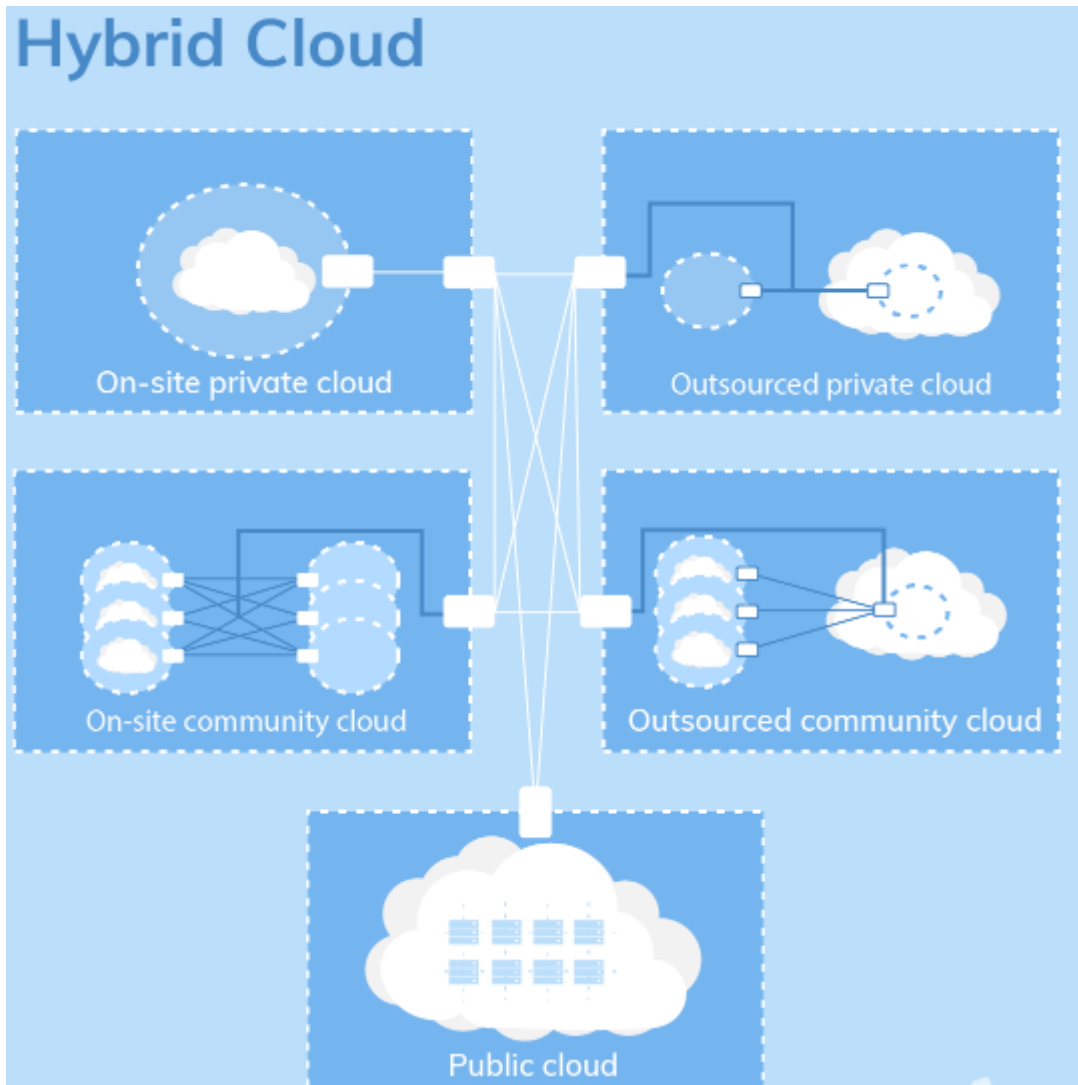 Hybrid Cloud
On-site private cloud
Outsourced private cloud
On-site community cloud
Outsourced community cloud
Public cloud